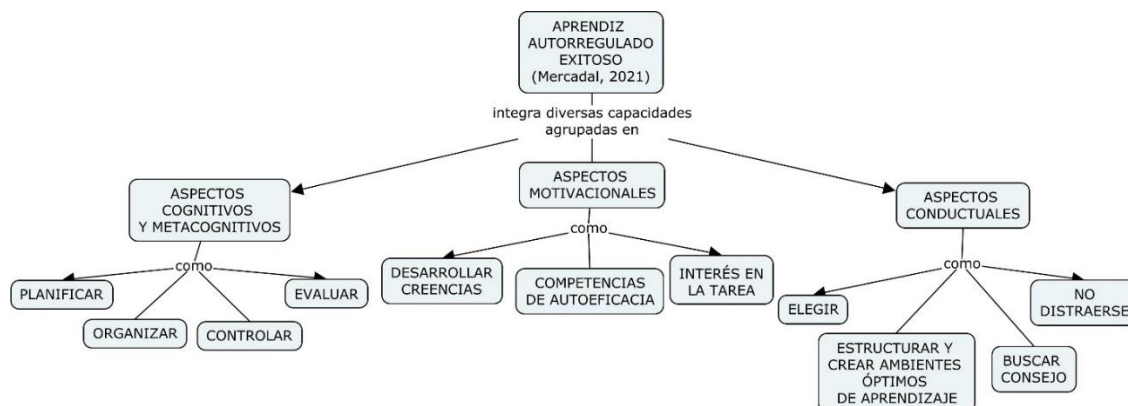 APRENDIZ
AUTORREGULADO
EXITOSO
(Mercadal, 2021)
integra diversas capacidades
agrupadas en
ASPECTOS
COGNITIVOS
Y METACOGNITIVOS
como
PLANIFICAR
ORGANIZAR
CONTROLAR
EVALUAR
ASPECTOS
MOTIVACIONALES
como
DESARROLLAR
CREENCIAS
COMPETENCIAS
DE AUTOEFICACIA
INTERÉS EN
LA TAREA
ASPECTOS
CONDUCTUALES
como
ELEGIR
ESTRUCTURAR Y
CREAR AMBIENTES
ÓPTIMOS
DE APRENDIZAJE
BUSCAR
CONSEJO
NO
DISTRAERSE